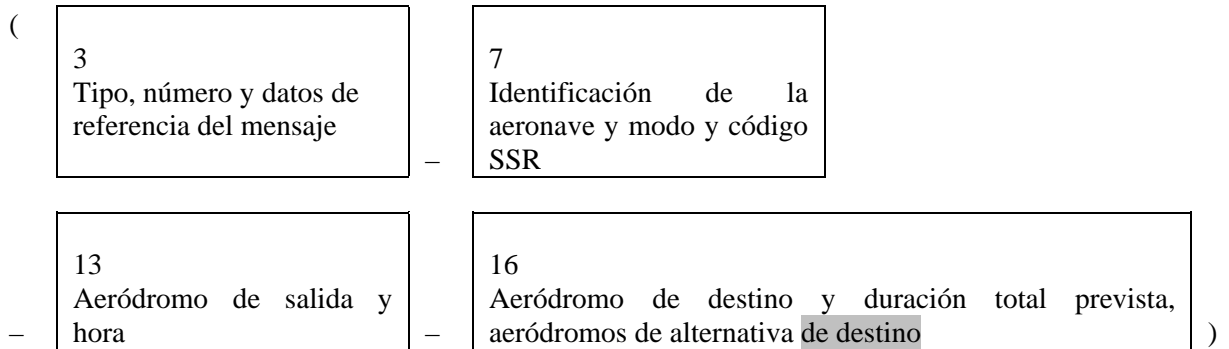 (
3
Tipo, número y datos de
referencia del mensaje
–
7
Identificación de la
aeronave y modo y código
SSR
–
13
Aeródromo de salida y
hora
–
16
Aeródromo de destino y duración total prevista,
aeródromos de alternativa de destino
)